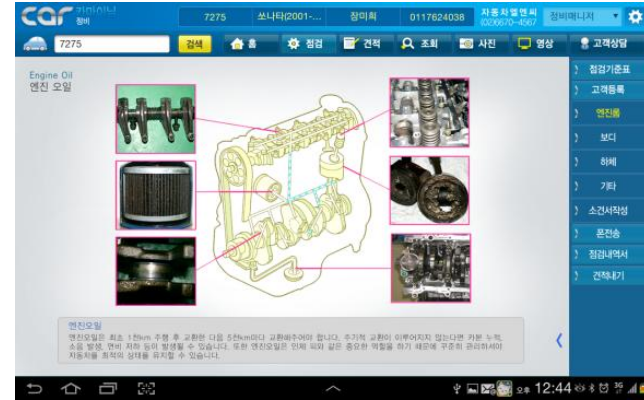 car 정비
7275 쏘나타(2001-... 장미희 0117624038 자동차열엔씨 (02)6670-4567 정비매니저
7275 검색 홈 점검 견적 조회 사진 영상 고객상담
Engine Oil
엔진 오일
점검기준표
고객등록
엔진룸
보디
하체
기타
소견서작성
문전송
점검내역서
견적내기
엔진오일
엔진오일은 최초 1천km 주행 후 교환한 다음 5천km마다 교환해주어야 합니다. 주기적 교환이 이루어지지 않는다면 카본 누적,
소음 발생, 연비 저하 등이 발생될 수 있습니다. 또한 엔진오일은 인체 피와 같은 중요한 역할을 하기 때문에 꾸준히 관리하셔야
자동차를 최적의 상태를 유지할 수 있습니다.
오후 12:44 3G